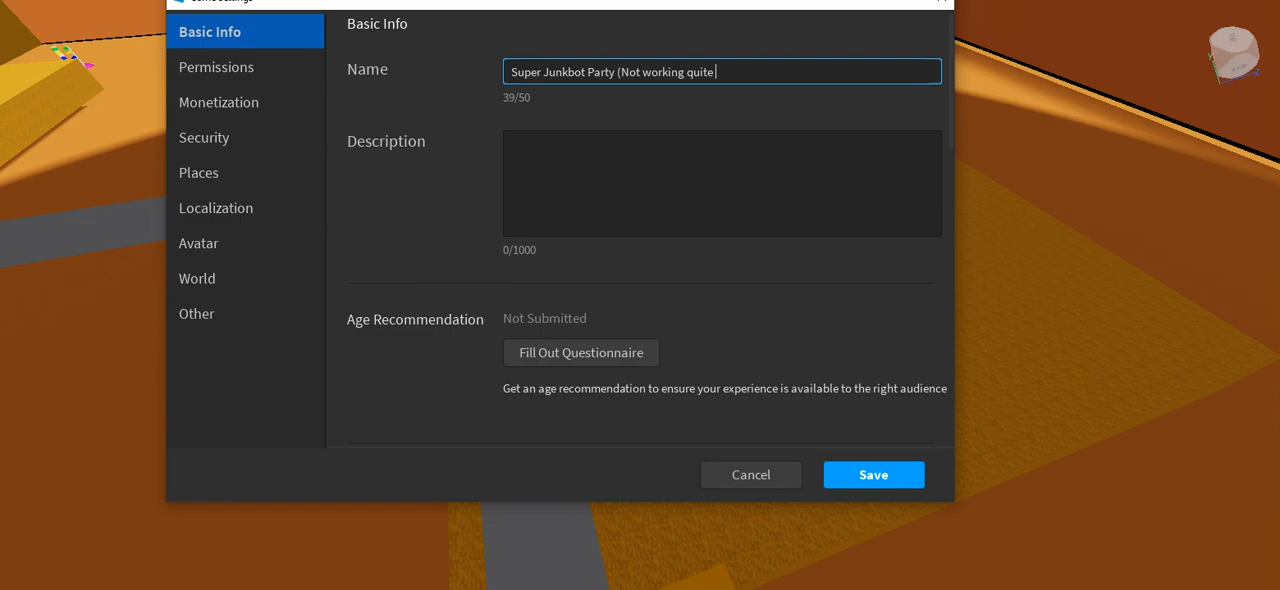 Basic Info
Permissions
Monetization
Security
Places
Localization
Avatar
World
Other
Basic Info
Name
Super Junkbot Party (Not working quite
39/50
Description
0/1000
Age Recommendation
Not Submitted
Fill Out Questionnaire
Get an age recommendation to ensure your experience is available to the right audience
Cancel
Save